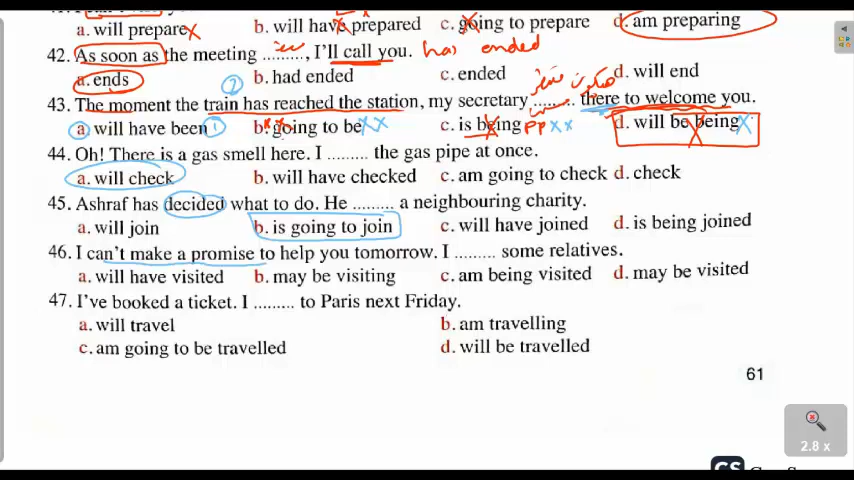 a. will prepare x b. will have prepared c. going to prepare d. am preparing
42. As soon as the meeting ........., I'll call you. has ended
a. ends b. had ended c. ended d. will end
②
43. The moment the train has reached the station, my secretary ......... there to welcome you.
a. will have been ① b. going to be xx c. is being PP xx d. will be being x
44. Oh! There is a gas smell here. I ......... the gas pipe at once.
a. will check b. will have checked c. am going to check d. check
45. Ashraf has decided what to do. He ......... a neighbouring charity.
a. will join b. is going to join c. will have joined d. is being joined
46. I can't make a promise to help you tomorrow. I ......... some relatives.
a. will have visited b. may be visiting c. am being visited d. may be visited
47. I've booked a ticket. I ......... to Paris next Friday.
a. will travel b. am travelling
c. am going to be travelled d. will be travelled
61
2.8 x